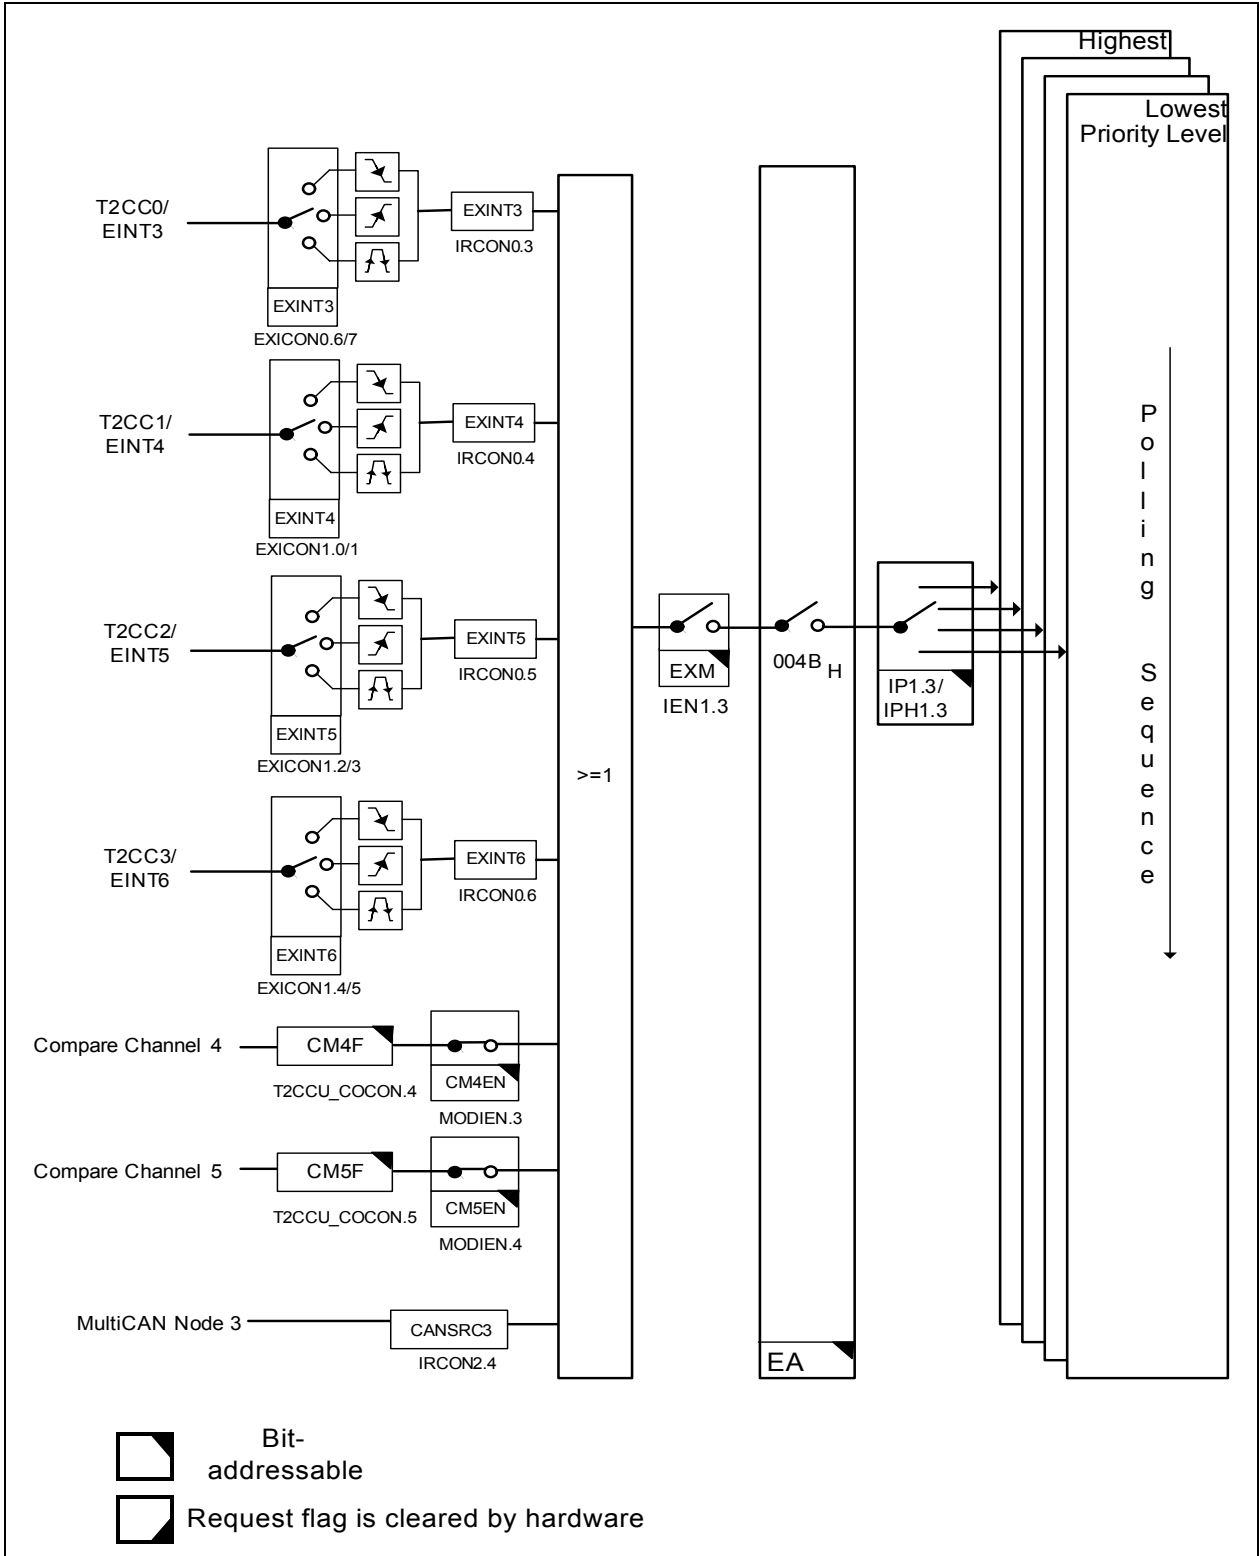 Highest
Lowest
Priority Level
T2CC0/
EINT3
EXINT3
IRCON0.3
EXINT3
EXICON0.6/7
T2CC1/
EINT4
EXINT4
IRCON0.4
EXINT4
EXICON1.0/1
T2CC2/
EINT5
EXINT5
IRCON0.5
EXINT5
EXICON1.2/3
T2CC3/
EINT6
EXINT6
IRCON0.6
EXINT6
EXICON1.4/5
Compare Channel 4
CM4F
T2CCU_COCON.4
CM4EN
MODIEN.3
Compare Channel 5
CM5F
T2CCU_COCON.5
CM5EN
MODIEN.4
MultiCAN Node 3
CANSRC3
IRCON2.4
>=1
EXM
IEN1.3
004B H
EA
IP1.3/
IPH1.3
Polling Sequence
Bit-
addressable
Request flag is cleared by hardware